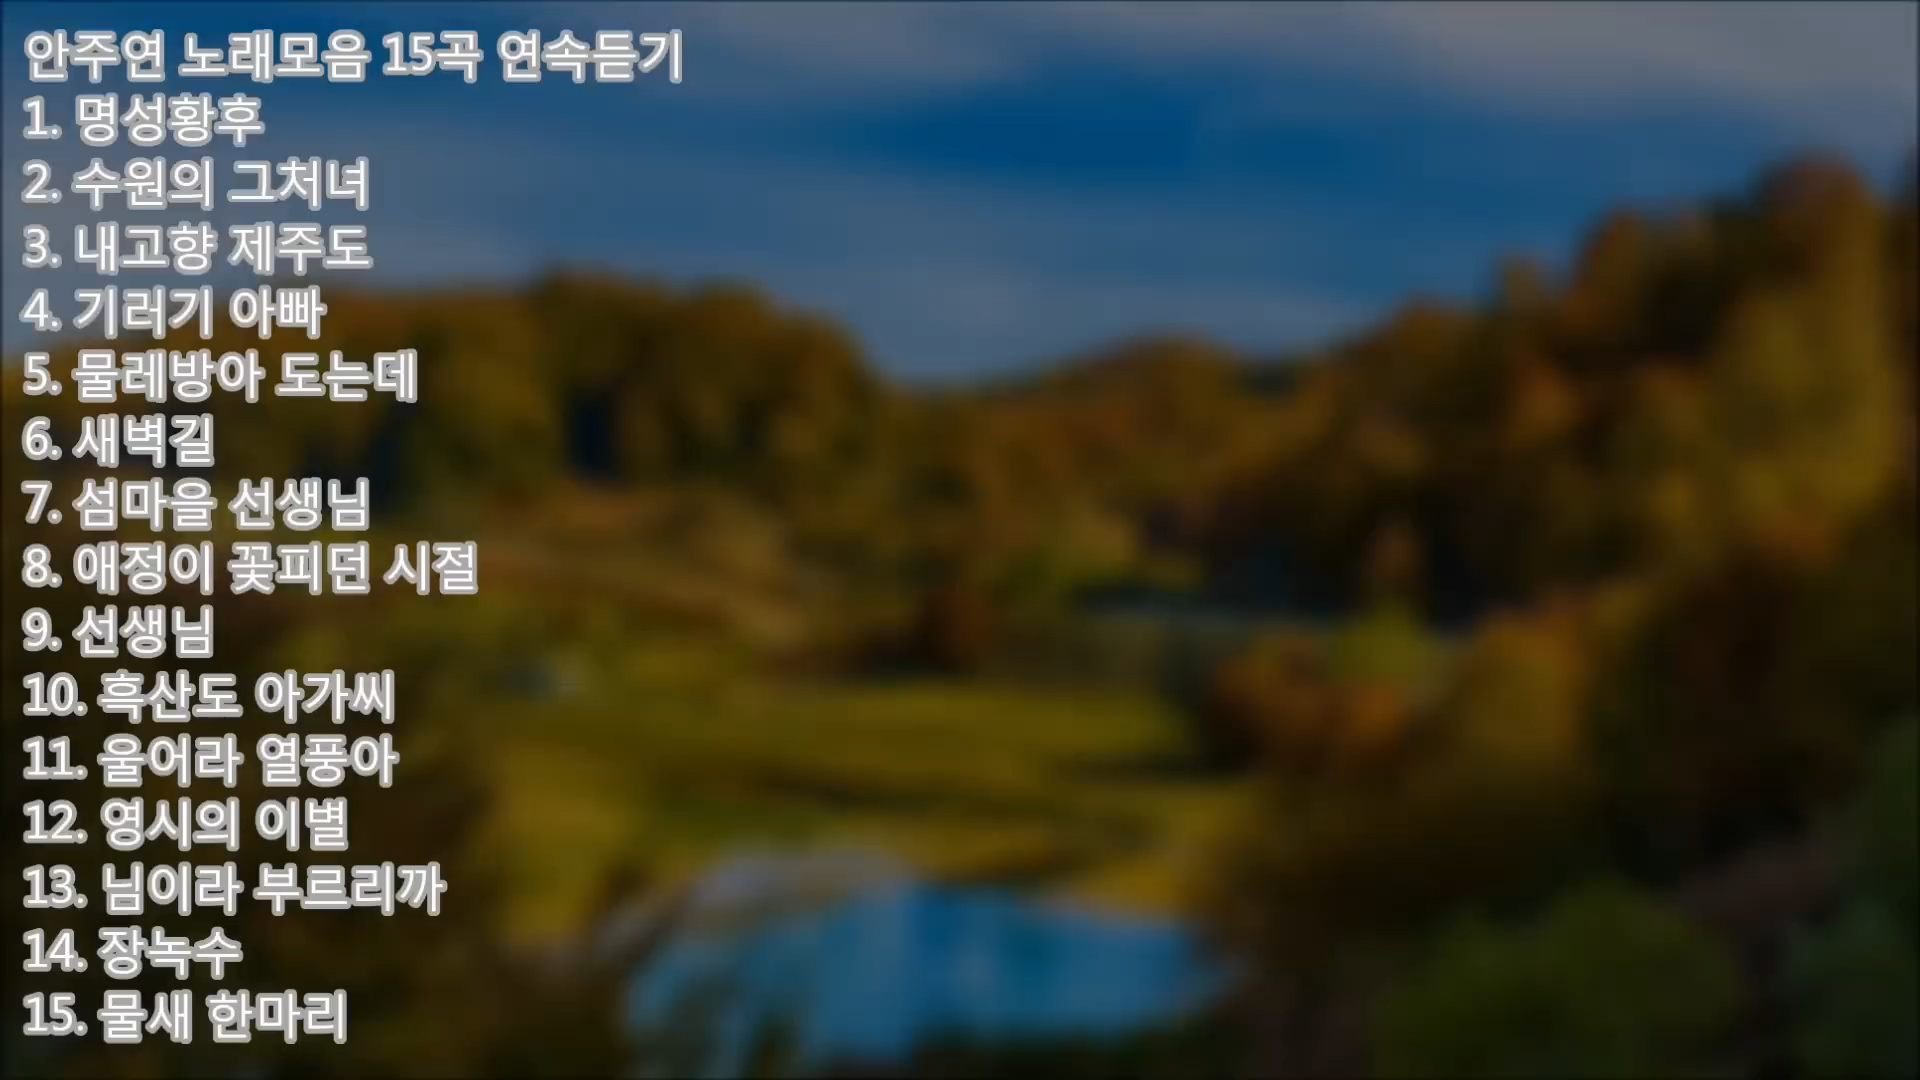 안주연 노래모음 15곡 연속듣기
1. 명성황후
2. 수원의 그처녀
3. 내고향 제주도
4. 기러기 아빠
5. 물레방아 도는데
6. 새벽길
7. 섬마을 선생님
8. 애정이 꽃피던 시절
9. 선생님
10. 흑산도 아가씨
11. 울어라 열풍아
12. 영시의 이별
13. 님이라 부르리까
14. 장녹수
15. 물새 한마리